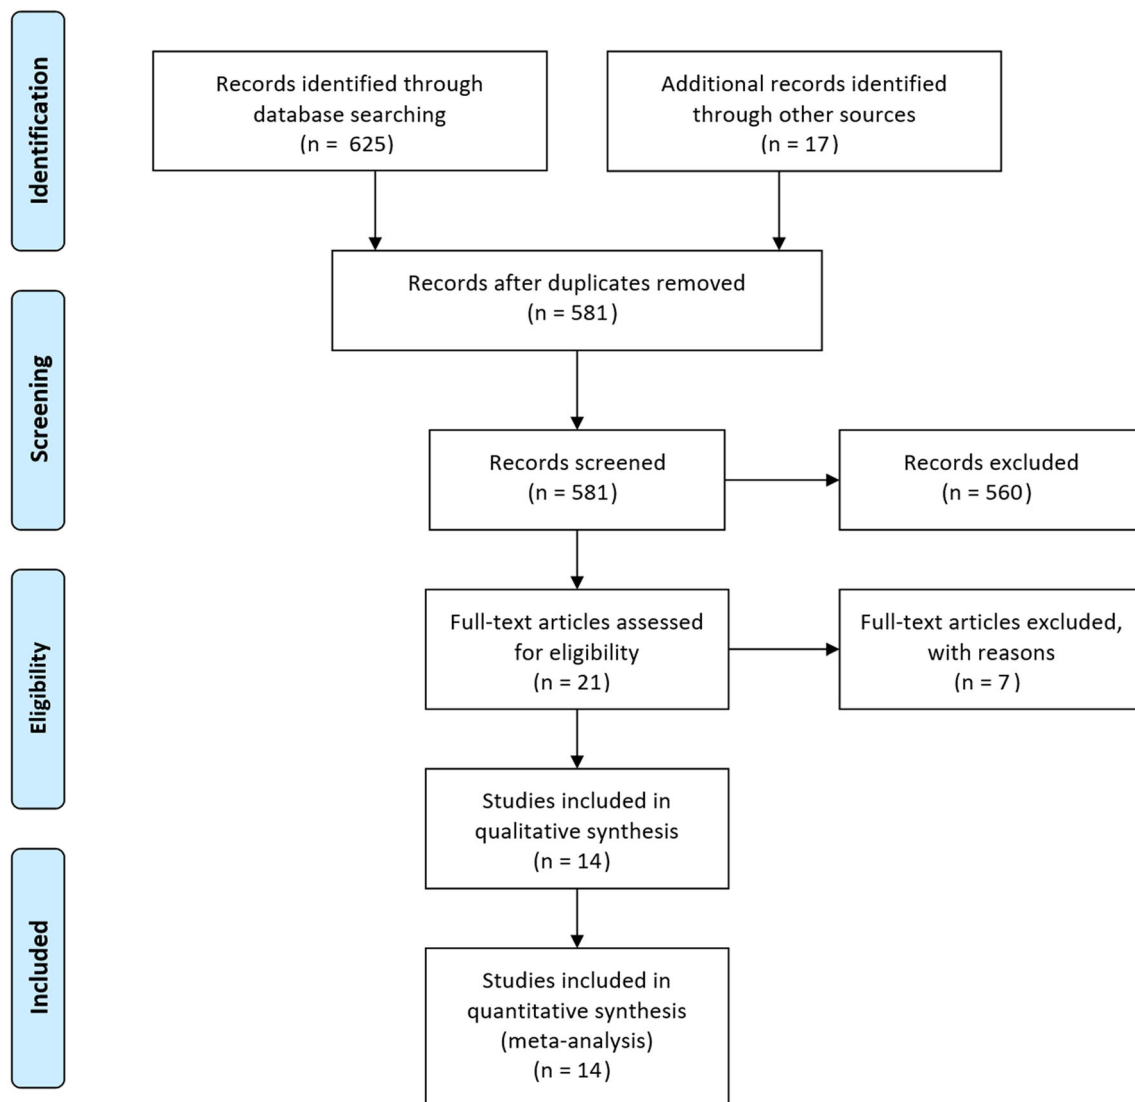 Identification
Records identified through
database searching
(n =  625)
Additional records identified
through other sources
(n = 17)
Records after duplicates removed
(n = 581)
Screening
Records screened
(n = 581)
Records excluded
(n = 560)
Eligibility
Full-text articles assessed
for eligibility
(n = 21)
Full-text articles excluded,
with reasons
(n = 7)
Studies included in
qualitative synthesis
(n = 14)
Included
Studies included in
quantitative synthesis
(meta-analysis)
(n = 14)